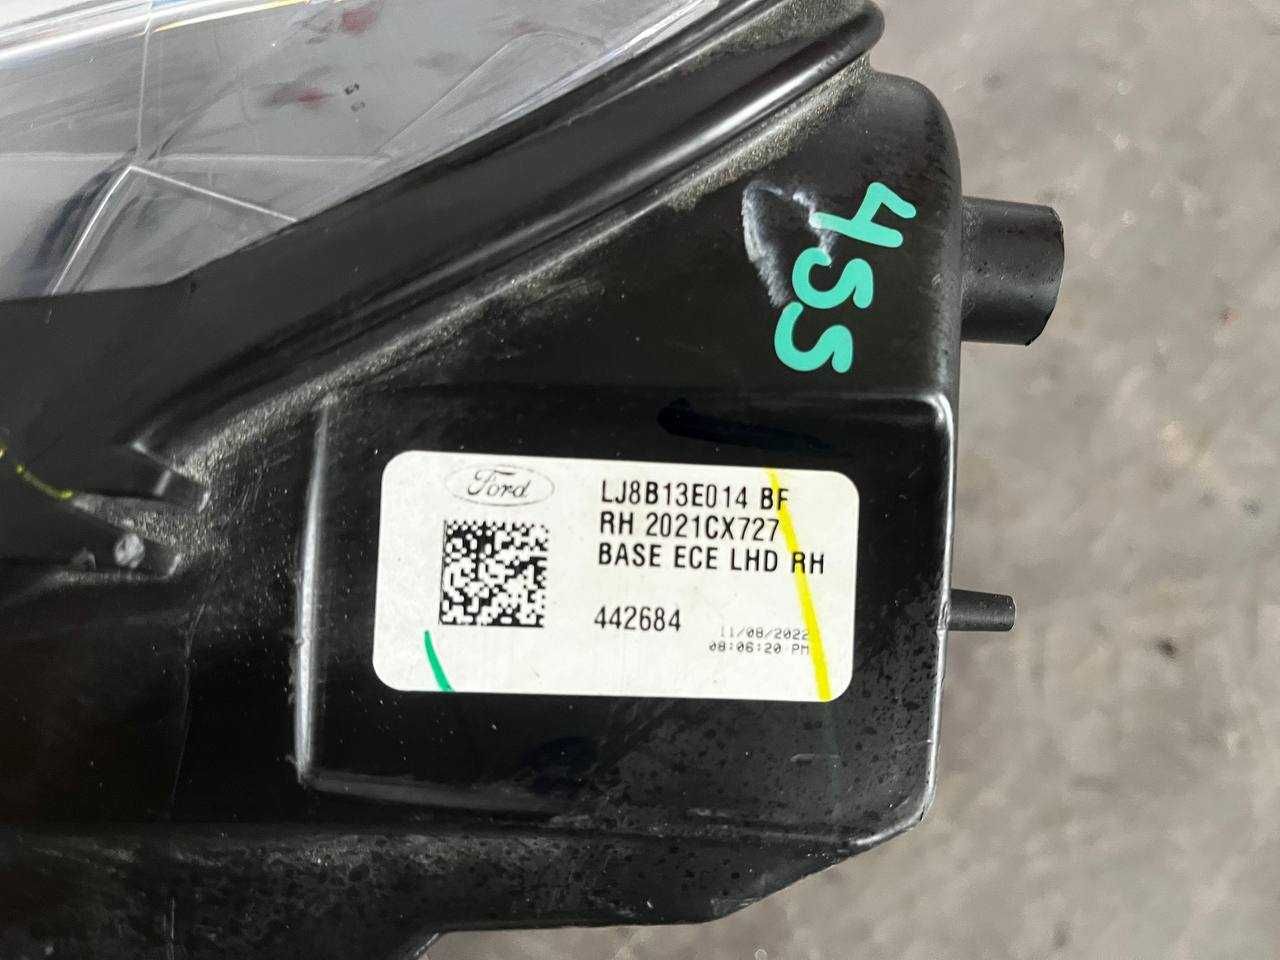 455
Ford
LJ8B13E014 BF
RH 2021CX727
BASE ECE LHD RH
442684
11/08/2022
08:06:20 PM